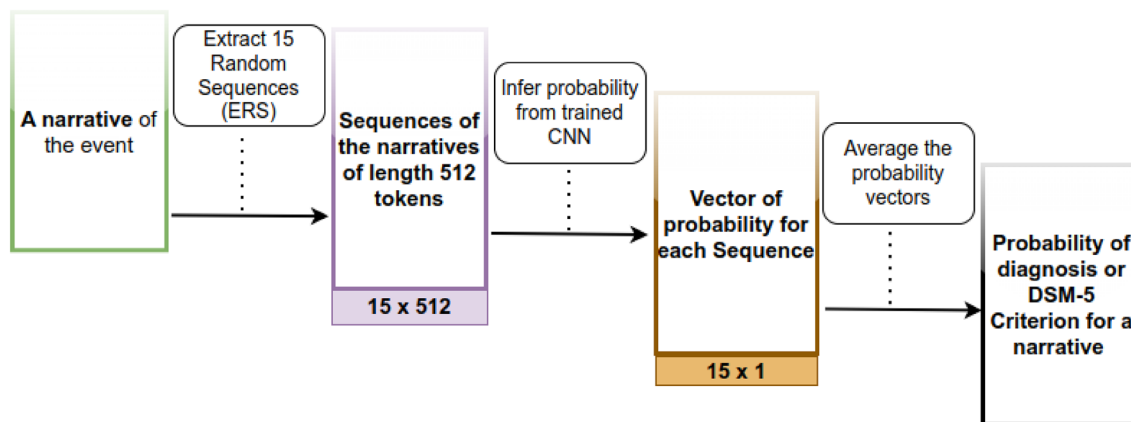 A narrative of
the event
Extract 15
Random
Sequences
(ERS)
Sequences of
the narratives
of length 512
tokens
15 x 512
Infer probability
from trained
CNN
Vector of
probability for
each Sequence
15 x 1
Average the
probability
vectors
Probability of
diagnosis or
DSM-5
Criterion for a
narrative